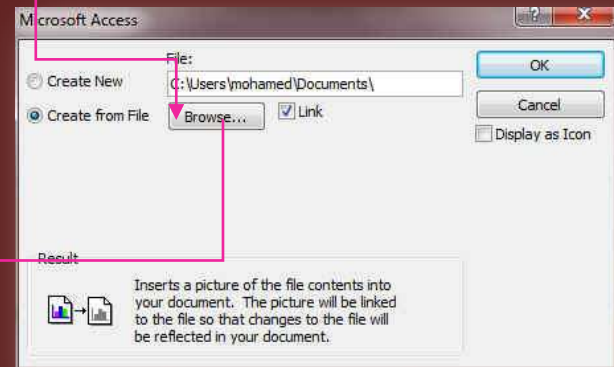 Microsoft Access
File:
Create New
C:\Users\mohamed\Documents\
OK
Create from File
Browse...
Link
Cancel
Display as Icon
Result
Inserts a picture of the file contents into
your document. The picture will be linked
to the file so that changes to the file will
be reflected in your document.